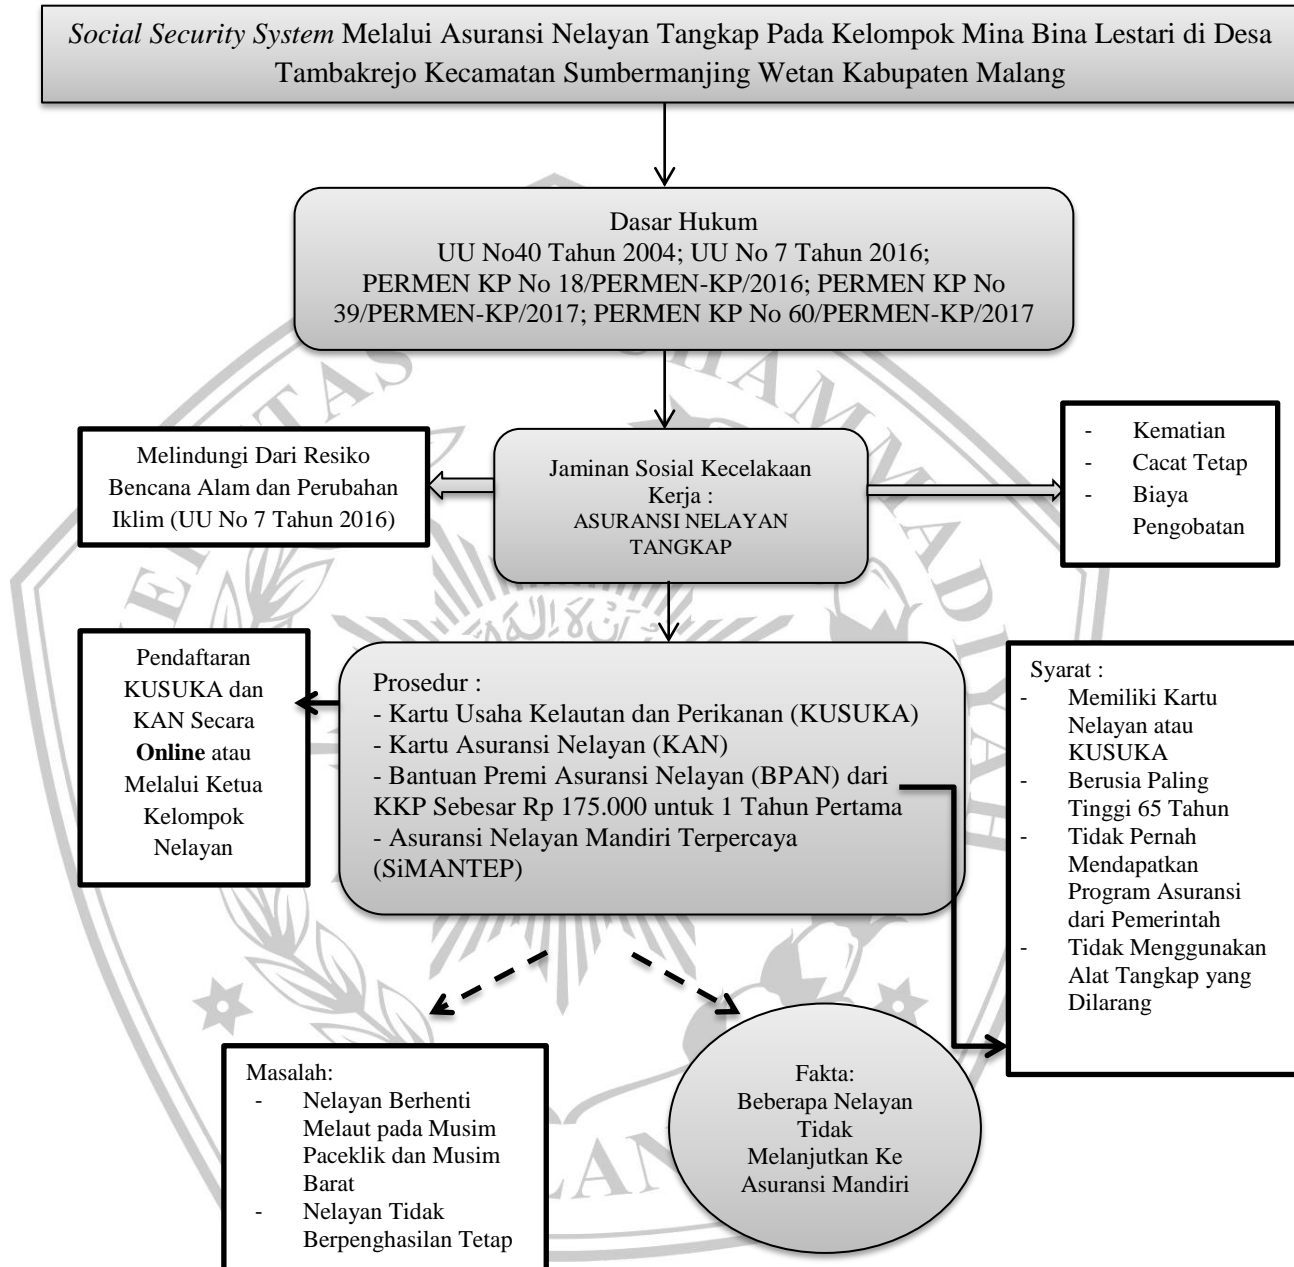 Social Security System Melalui Asuransi Nelayan Tangkap Pada Kelompok Mina Bina Lestari di Desa
Tambakrejo Kecamatan Sumbermanjing Wetan Kabupaten Malang
Dasar Hukum
UU No40 Tahun 2004; UU No 7 Tahun 2016;
PERMEN KP No 18/PERMEN-KP/2016; PERMEN KP No
39/PERMEN-KP/2017; PERMEN KP No 60/PERMEN-KP/2017
Melindungi Dari Resiko
Bencana Alam dan Perubahan
Iklim (UU No 7 Tahun 2016)
Jaminan Sosial Kecelakaan
Kerja :
ASURANSI NELAYAN
TANGKAP
- Kematian
- Cacat Tetap
- Biaya
Pengobatan
Pendaftaran
KUSUKA dan
KAN Secara
Online atau
Melalui Ketua
Kelompok
Nelayan
Prosedur :
- Kartu Usaha Kelautan dan Perikanan (KUSUKA)
- Kartu Asuransi Nelayan (KAN)
- Bantuan Premi Asuransi Nelayan (BPAN) dari
KKP Sebesar Rp 175.000 untuk 1 Tahun Pertama
- Asuransi Nelayan Mandiri Terpercaya
(SiMANTEP)
Syarat :
- Memiliki Kartu
Nelayan atau
KUSUKA
- Berusia Paling
Tinggi 65 Tahun
- Tidak Pernah
Mendapatkan
Program Asuransi
dari Pemerintah
- Tidak Menggunakan
Alat Tangkap yang
Dilarang
Masalah:
- Nelayan Berhenti
Melaut pada Musim
Paceklik dan Musim
Barat
- Nelayan Tidak
Berpenghasilan Tetap
Fakta:
Beberapa Nelayan
Tidak
Melanjutkan Ke
Asuransi Mandiri